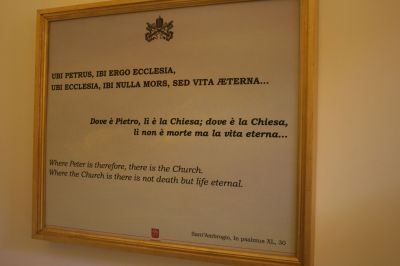 UBI PETRUS, IBI ERGO ECCLESIA,
UBI ECCLESIA, IBI NULLA MORS, SED VITA ÆTERNA...
Dove è Pietro, lì è la Chiesa; dove è la Chiesa,
lì non è morte ma la vita eterna...
Where Peter is therefore, there is the Church.
Where the Church is there is not death but life eternal.
Sant'Ambrogio, In psalmus XL, 30